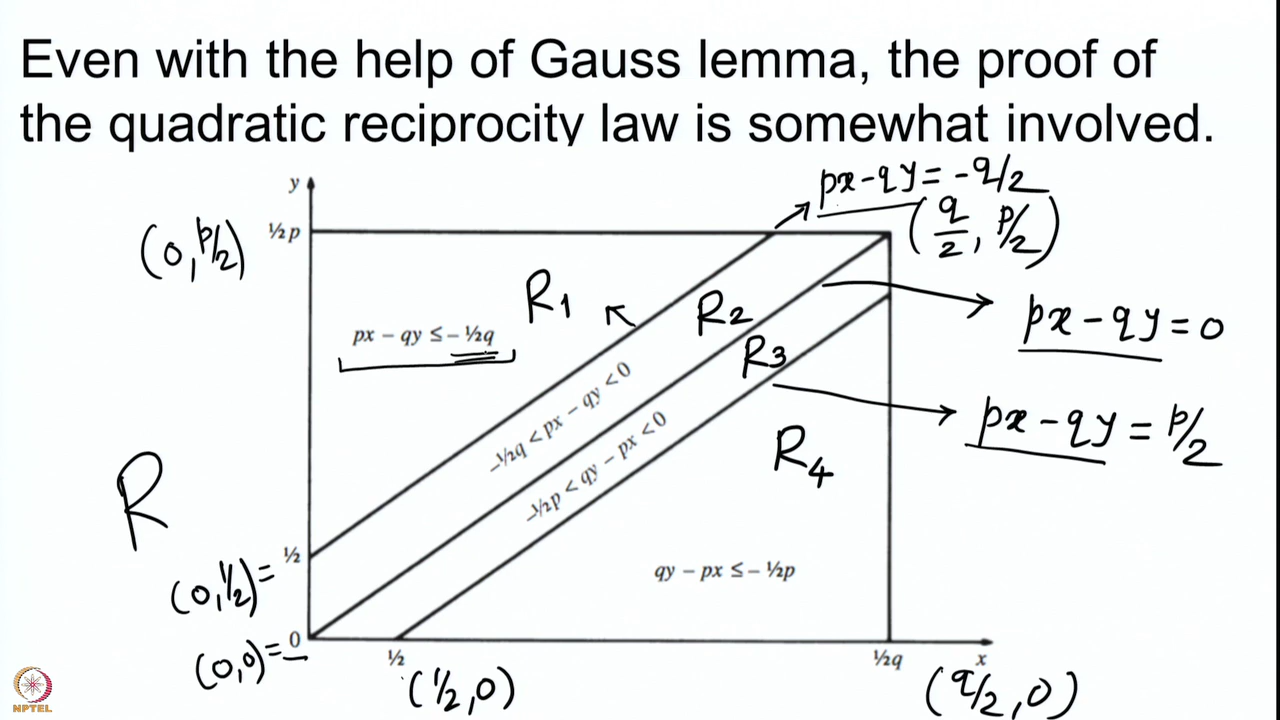 Even with the help of Gauss lemma, the proof of
the quadratic reciprocity law is somewhat involved.
px-qy = -q/2
y
(0, p/2)
½p
(q/2, p/2)
R1
R2
px - qy = 0
px − qy ≤ − ½q
R3
−½q < px − qy < 0
px - qy = p/2
−½p < qy − px < 0
R4
R
½
(0, ½) =
qy − px ≤ − ½p
0
(0,0) =
½
½q
x
(½, 0)
(q/2, 0)
NPTEL